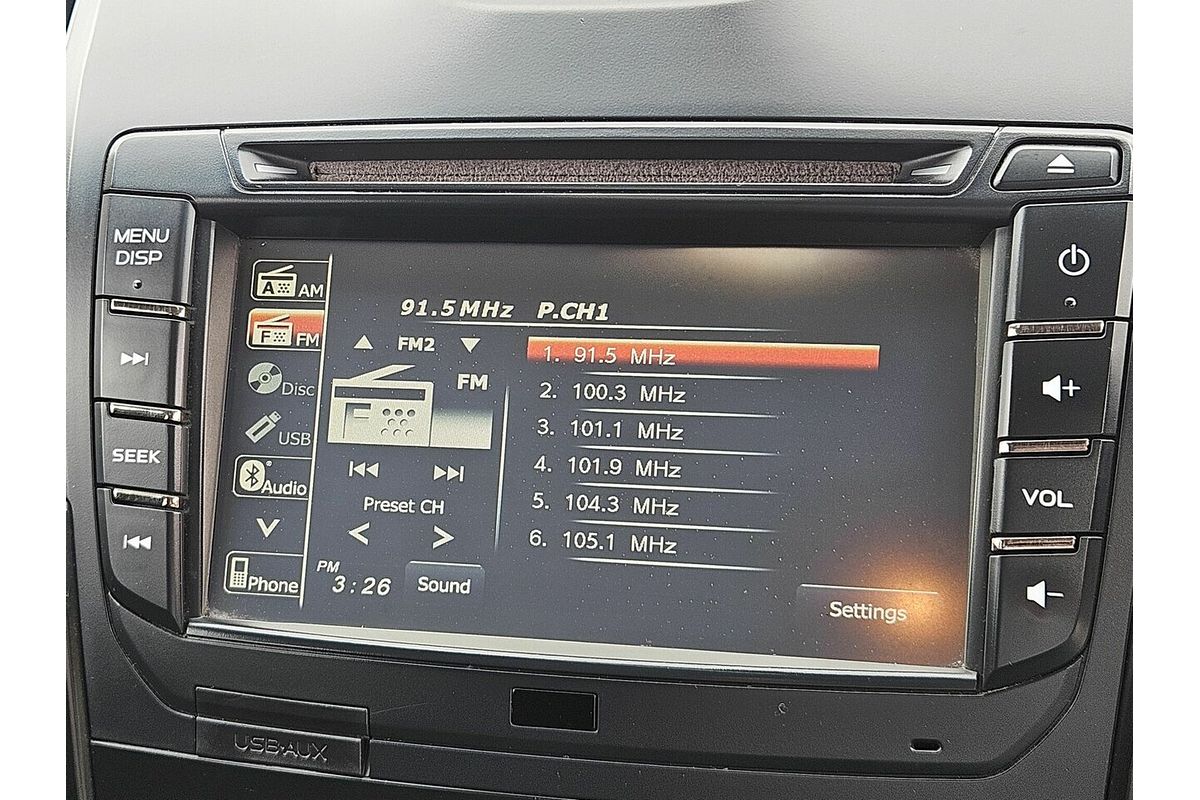 MENU
DISP
SEEK
A AM
F FM
Disc
USB
Audio
Phone
91.5 MHz P.CH1
FM2
FM
F
Preset CH
PM
3:26
Sound
1. 91.5 MHz
2. 100.3 MHz
3. 101.1 MHz
4. 101.9 MHz
5. 104.3 MHz
6. 105.1 MHz
Settings
VOL
USB·AUX